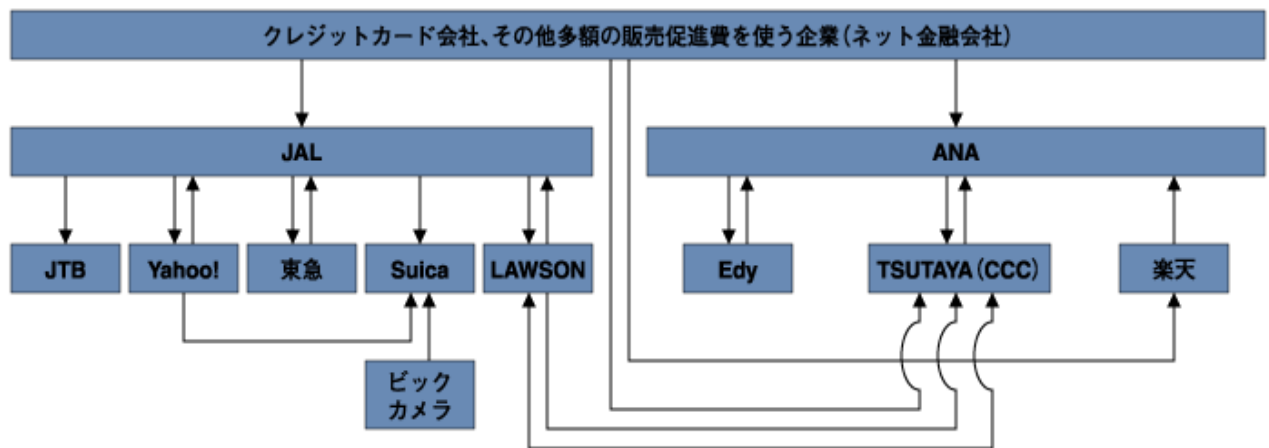 クレジットカード会社、その他多額の販売促進費を使う企業(ネット金融会社)
JAL
ANA
JTB
Yahoo!
東急
Suica
LAWSON
Edy
TSUTAYA(CCC)
楽天
ビック
カメラ